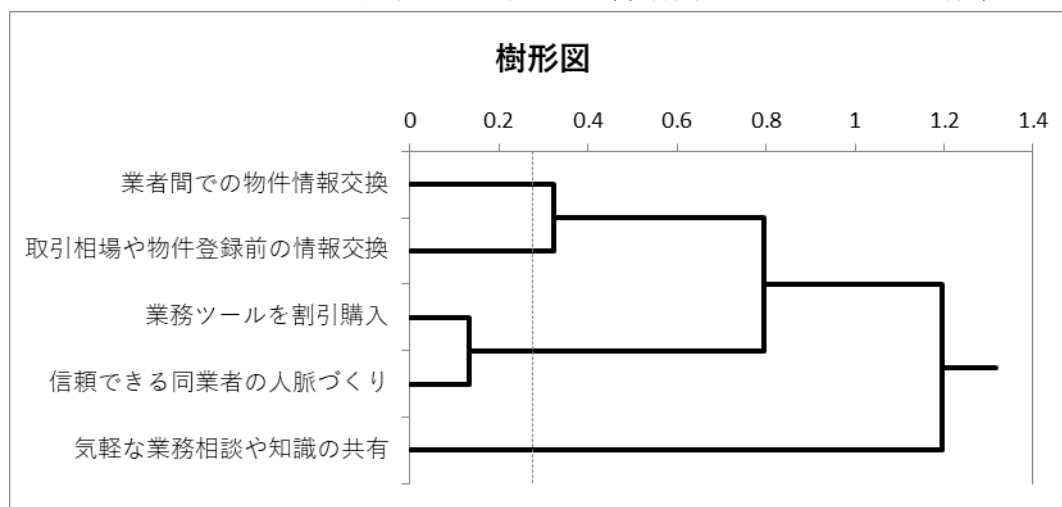 樹形図
0 0.2 0.4 0.6 0.8 1 1.2 1.4
業者間での物件情報交換
取引相場や物件登録前の情報交換
業務ツールを割引購入
信頼できる同業者の人脈づくり
気軽な業務相談や知識の共有